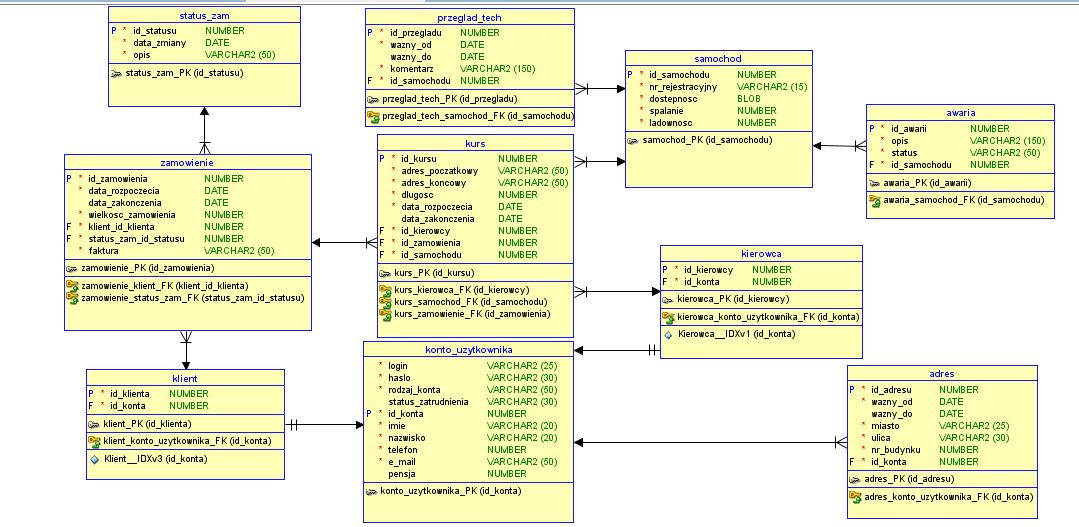 status_zam
P * id_statusu NUMBER
* data_zmiany DATE
* opis VARCHAR2 (50)
status_zam_PK (id_statusu)
przeglad_tech
P * id_przegladu NUMBER
* wazny_od DATE
wazny_do DATE
* komentarz VARCHAR2 (150)
F * id_samochodu NUMBER
przeglad_tech_PK (id_przegladu)
przeglad_tech_samochod_FK (id_samochodu)
samochod
P * id_samochodu NUMBER
* nr_rejestracyjny VARCHAR2 (15)
* dostepnosc BLOB
* spalanie NUMBER
* ladownosc NUMBER
samochod_PK (id_samochodu)
awaria
P * id_awarii NUMBER
* opis VARCHAR2 (150)
* status VARCHAR2 (50)
F * id_samochodu NUMBER
awaria_PK (id_awarii)
awaria_samochod_FK (id_samochodu)
zamowienie
P * id_zamowienia NUMBER
* data_rozpoczecia DATE
data_zakonczenia DATE
* wielkosc_zamowienia NUMBER
F * klient_id_klienta NUMBER
F * status_zam_id_statusu NUMBER
* faktura VARCHAR2 (50)
zamowienie_PK (id_zamowienia)
zamowienie_klient_FK (klient_id_klienta)
zamowienie_status_zam_FK (status_zam_id_statusu)
kurs
P * id_kursu NUMBER
* adres_poczatkowy VARCHAR2 (50)
* adres_koncowy VARCHAR2 (50)
* dlugosc NUMBER
* data_rozpoczecia DATE
data_zakonczenia DATE
F * id_kierowcy NUMBER
F * id_zamowienia NUMBER
F * id_samochodu NUMBER
kurs_PK (id_kursu)
kurs_kierowca_FK (id_kierowcy)
kurs_samochod_FK (id_samochodu)
kurs_zamowienie_FK (id_zamowienia)
kierowca
P * id_kierowcy NUMBER
F * id_konta NUMBER
kierowca_PK (id_kierowcy)
kierowca_konto_uzytkownika_FK (id_konta)
Kierowca__IDXv1 (id_konta)
klient
P * id_klienta NUMBER
F * id_konta NUMBER
klient_PK (id_klienta)
klient_konto_uzytkownika_FK (id_konta)
Klient__IDXv3 (id_konta)
konto_uzytkownika
* login VARCHAR2 (25)
* haslo VARCHAR2 (30)
* rodzaj_konta VARCHAR2 (50)
status_zatrudnienia VARCHAR2 (30)
P * id_konta NUMBER
* imie VARCHAR2 (20)
* nazwisko VARCHAR2 (20)
* telefon NUMBER
* e_mail VARCHAR2 (50)
pensja NUMBER
konto_uzytkownika_PK (id_konta)
adres
P * id_adresu NUMBER
* wazny_od DATE
wazny_do DATE
* miasto VARCHAR2 (25)
* ulica VARCHAR2 (30)
* nr_budynku NUMBER
F * id_konta NUMBER
adres_PK (id_adresu)
adres_konto_uzytkownika_FK (id_konta)